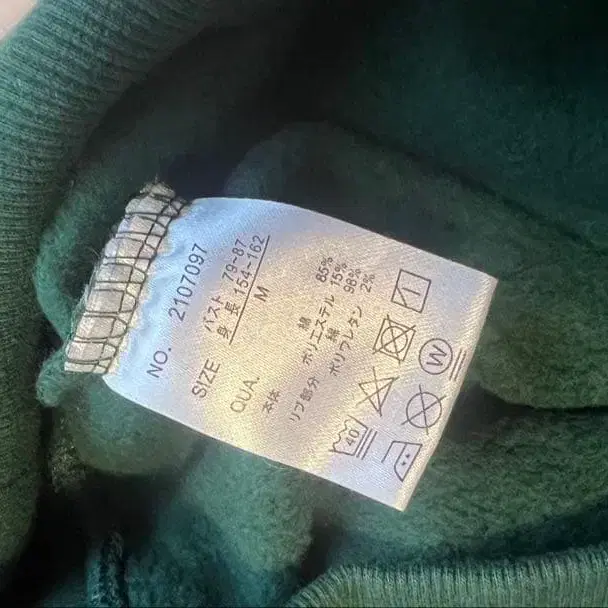 NO. 2107097
SIZE バスト 79~87
身長 154~162
M
QUA.
本体 綿 85%
ポリエステル 15%
リブ部分 綿 98%
ポリウレタン 2%
40
W